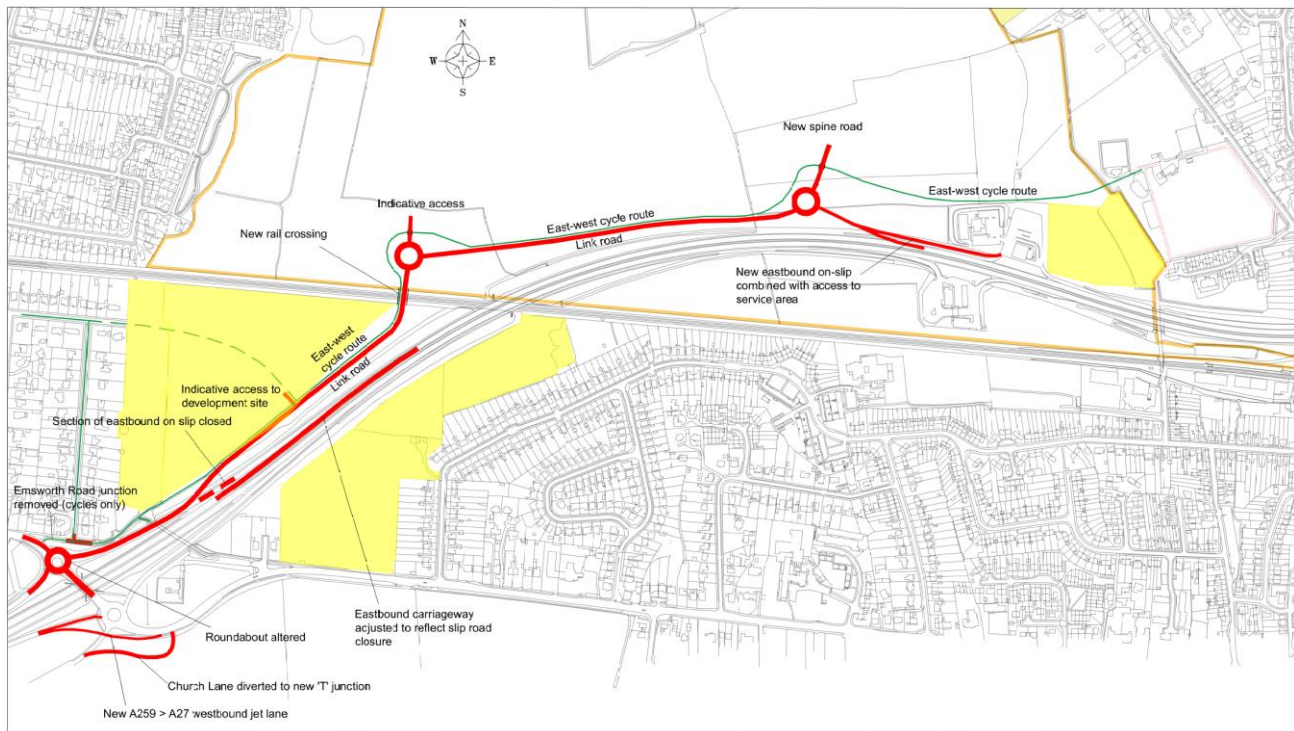 N
W E
S
New spine road
East-west cycle route
Indicative access
East-west cycle route
Link road
New rail crossing
New eastbound on-slip
combined with access to
service area
East-west
cycle route
Link road
Indicative access to
development site
Section of eastbound on slip closed
Emsworth Road junction
removed (cycles only)
Eastbound carriageway
adjusted to reflect slip road
closure
Roundabout altered
Church Lane diverted to new 'T' junction
New A259 > A27 westbound jet lane